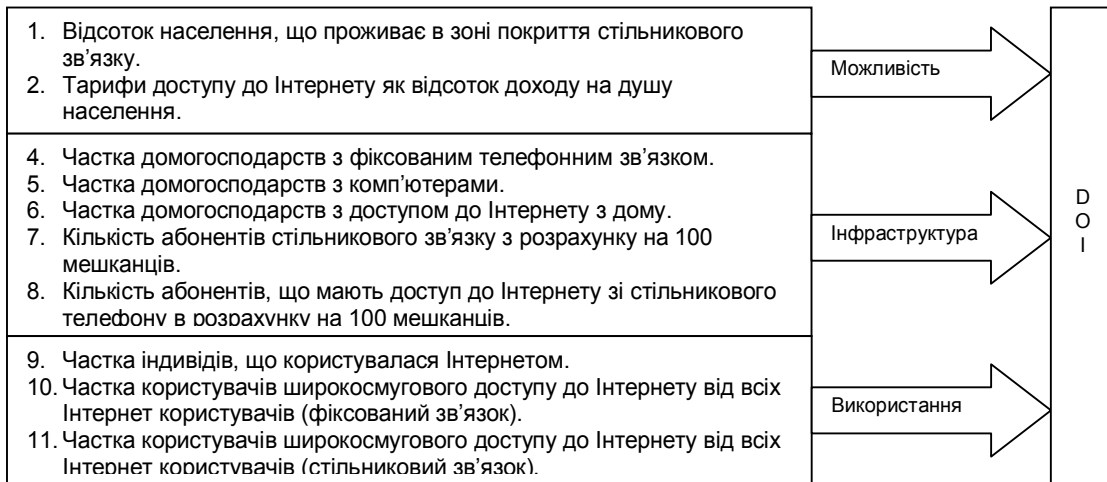 1. Відсоток населення, що проживає в зоні покриття стільникового
зв’язку.
2. Тарифи доступу до Інтернету як відсоток доходу на душу
населення.
Можливість
4. Частка домогосподарств з фіксованим телефонним зв’язком.
5. Частка домогосподарств з комп’ютерами.
6. Частка домогосподарств з доступом до Інтернету з дому.
7. Кількість абонентів стільникового зв’язку з розрахунку на 100
мешканців.
8. Кількість абонентів, що мають доступ до Інтернету зі стільникового
телефону в розрахунку на 100 мешканців.
Інфраструктура
9. Частка індивідів, що користувалася Інтернетом.
10. Частка користувачів широкосмугового доступу до Інтернету від всіх
Інтернет користувачів (фіксований зв’язок).
11. Частка користувачів широкосмугового доступу до Інтернету від всіх
Інтернет користувачів (стільниковий зв’язок).
Використання
D
O
I